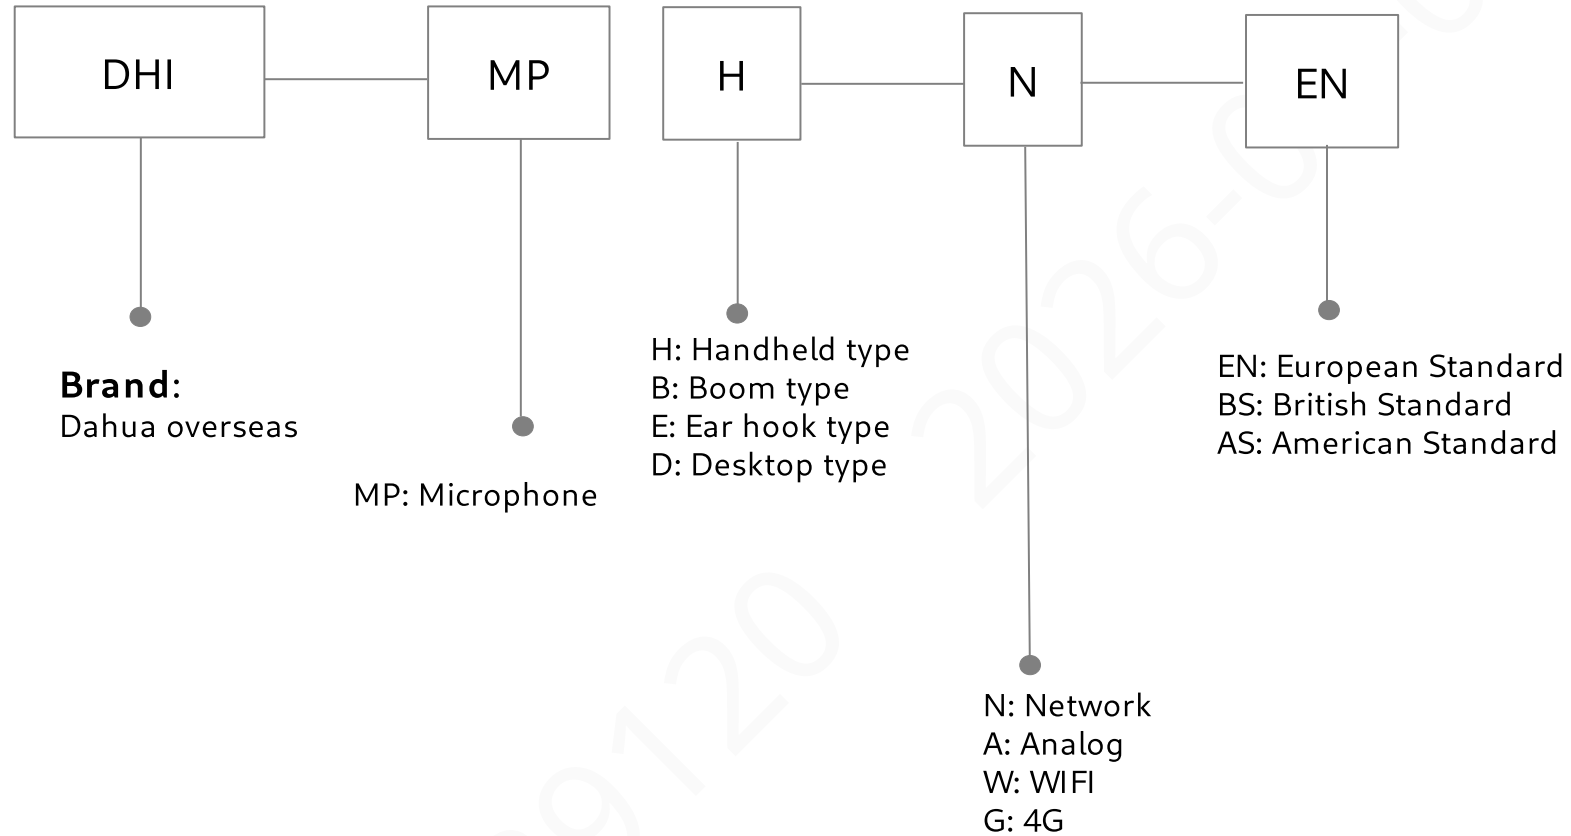 DHI
MP
H
N
EN
Brand:
Dahua overseas
MP: Microphone
H: Handheld type
B: Boom type
E: Ear hook type
D: Desktop type
N: Network
A: Analog
W: WIFI
G: 4G
EN: European Standard
BS: British Standard
AS: American Standard